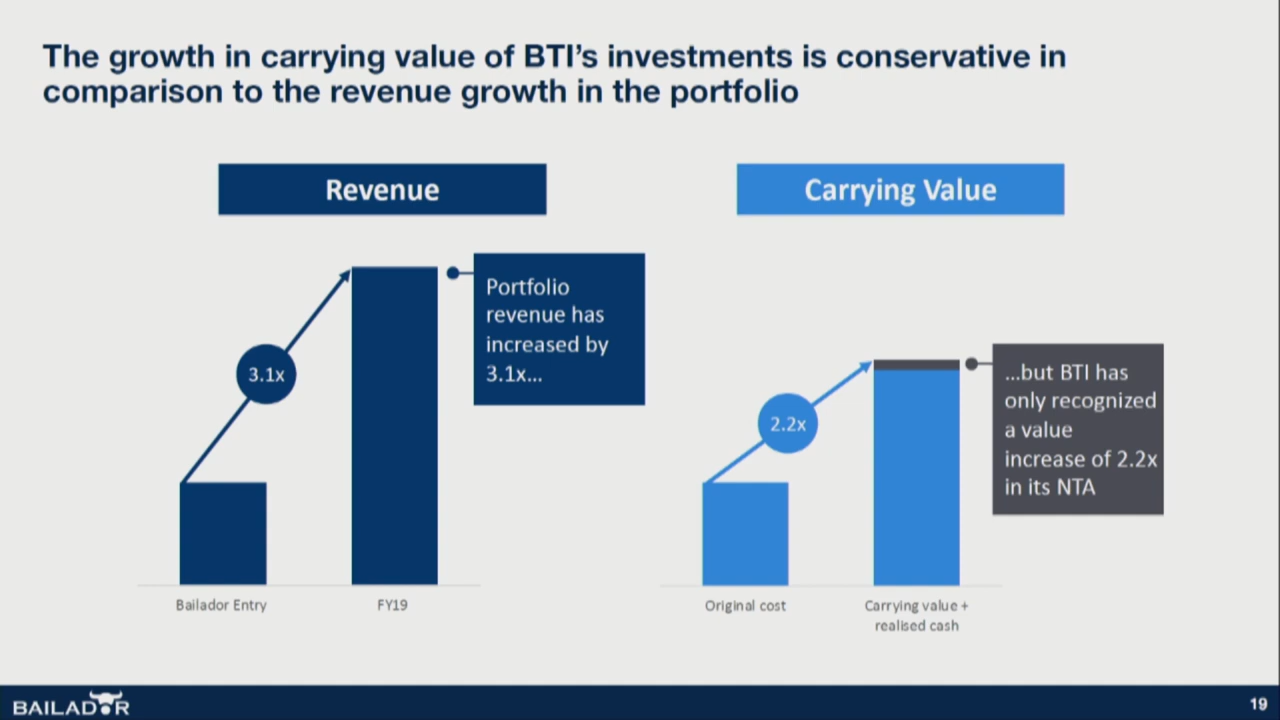 The growth in carrying value of BTI’s investments is conservative in
comparison to the revenue growth in the portfolio
Revenue
Carrying Value
Portfolio
revenue has
increased by
3.1x...
3.1x
...but BTI has
only recognized
a value
increase of 2.2x
in its NTA
2.2x
Bailador Entry
FY19
Original cost
Carrying value +
realised cash
BAILADOR
19